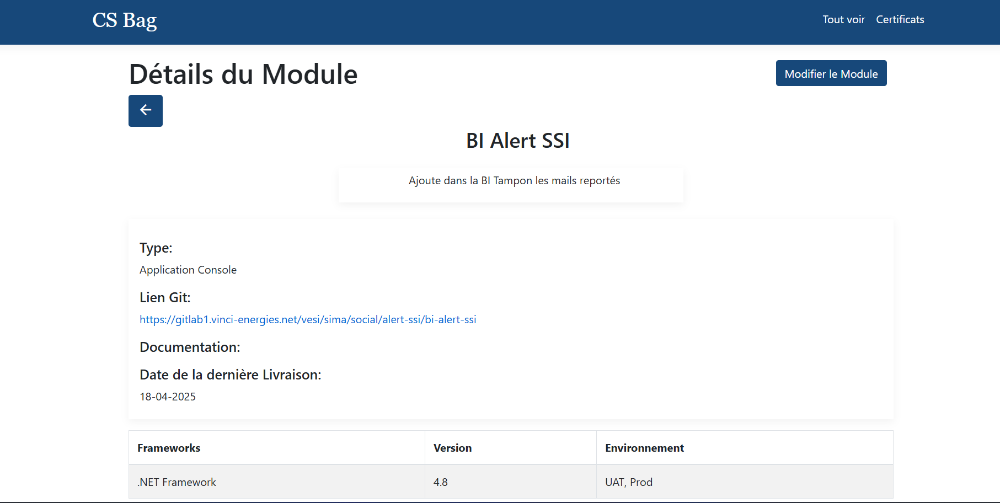 CS Bag
Tout voir Certificats
Détails du Module
Modifier le Module
BI Alert SSI
Ajoute dans la BI Tampon les mails reportés
Type:
Application Console
Lien Git:
https://gitlab1.vinci-energies.net/vesi/sima/social/alert-ssi/bi-alert-ssi
Documentation:
Date de la dernière Livraison:
18-04-2025
Frameworks Version Environnement
.NET Framework 4.8 UAT, Prod